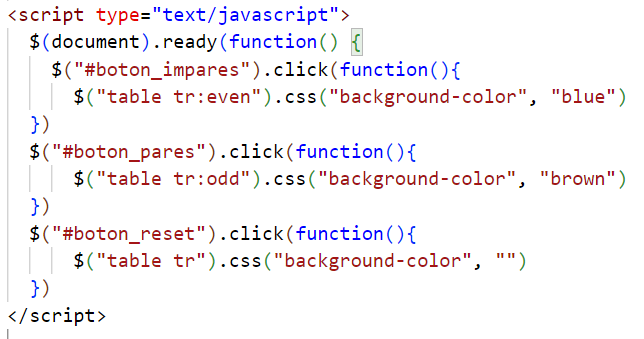 <script type="text/javascript">
  $(document).ready(function() {
    $("#boton_impares").click(function(){
      $("table tr:even").css("background-color", "blue")
  })
  $("#boton_pares").click(function(){
      $("table tr:odd").css("background-color", "brown")
  })
  $("#boton_reset").click(function(){
      $("table tr").css("background-color", "")
  })
</script>